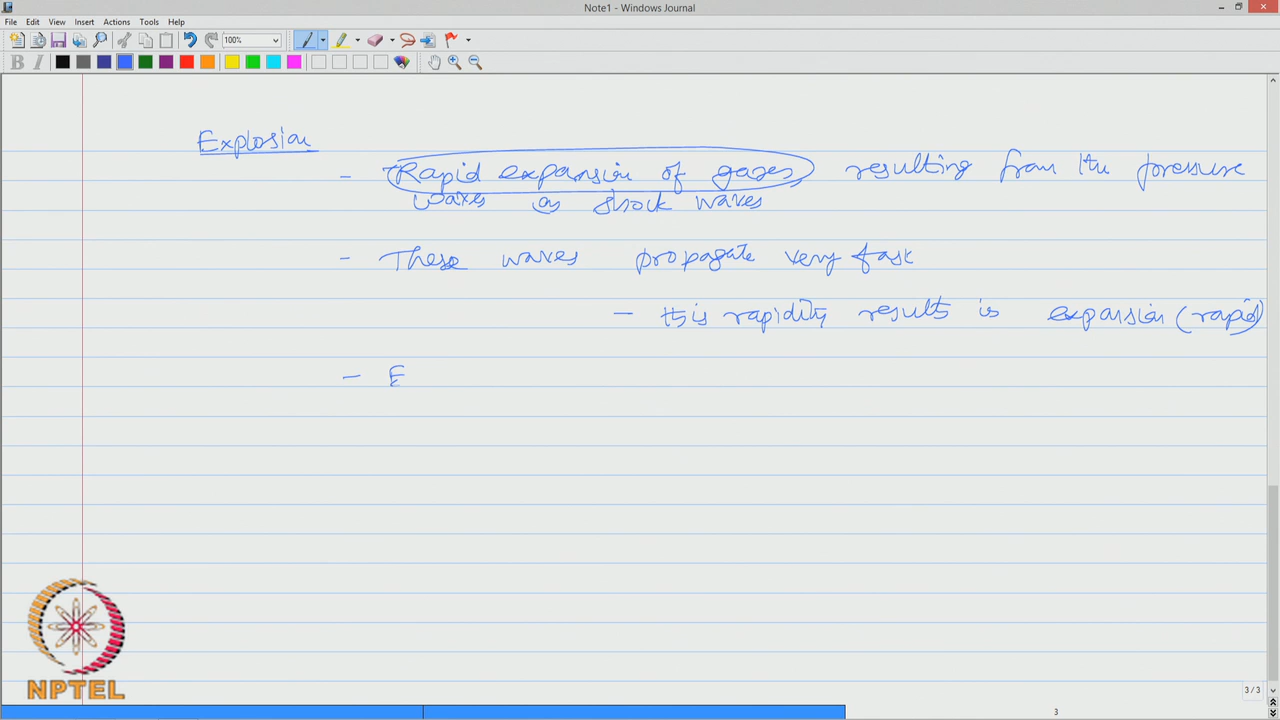 Note1 - Windows Journal
File Edit View Insert Actions Tools Help
100%
Explosion
- Rapid expansion of gases, resulting from the pressure
waves or shock waves
- These waves propagate very fast
- this rapidity results is expansion (rapid)
- E
NPTEL
3/3
3